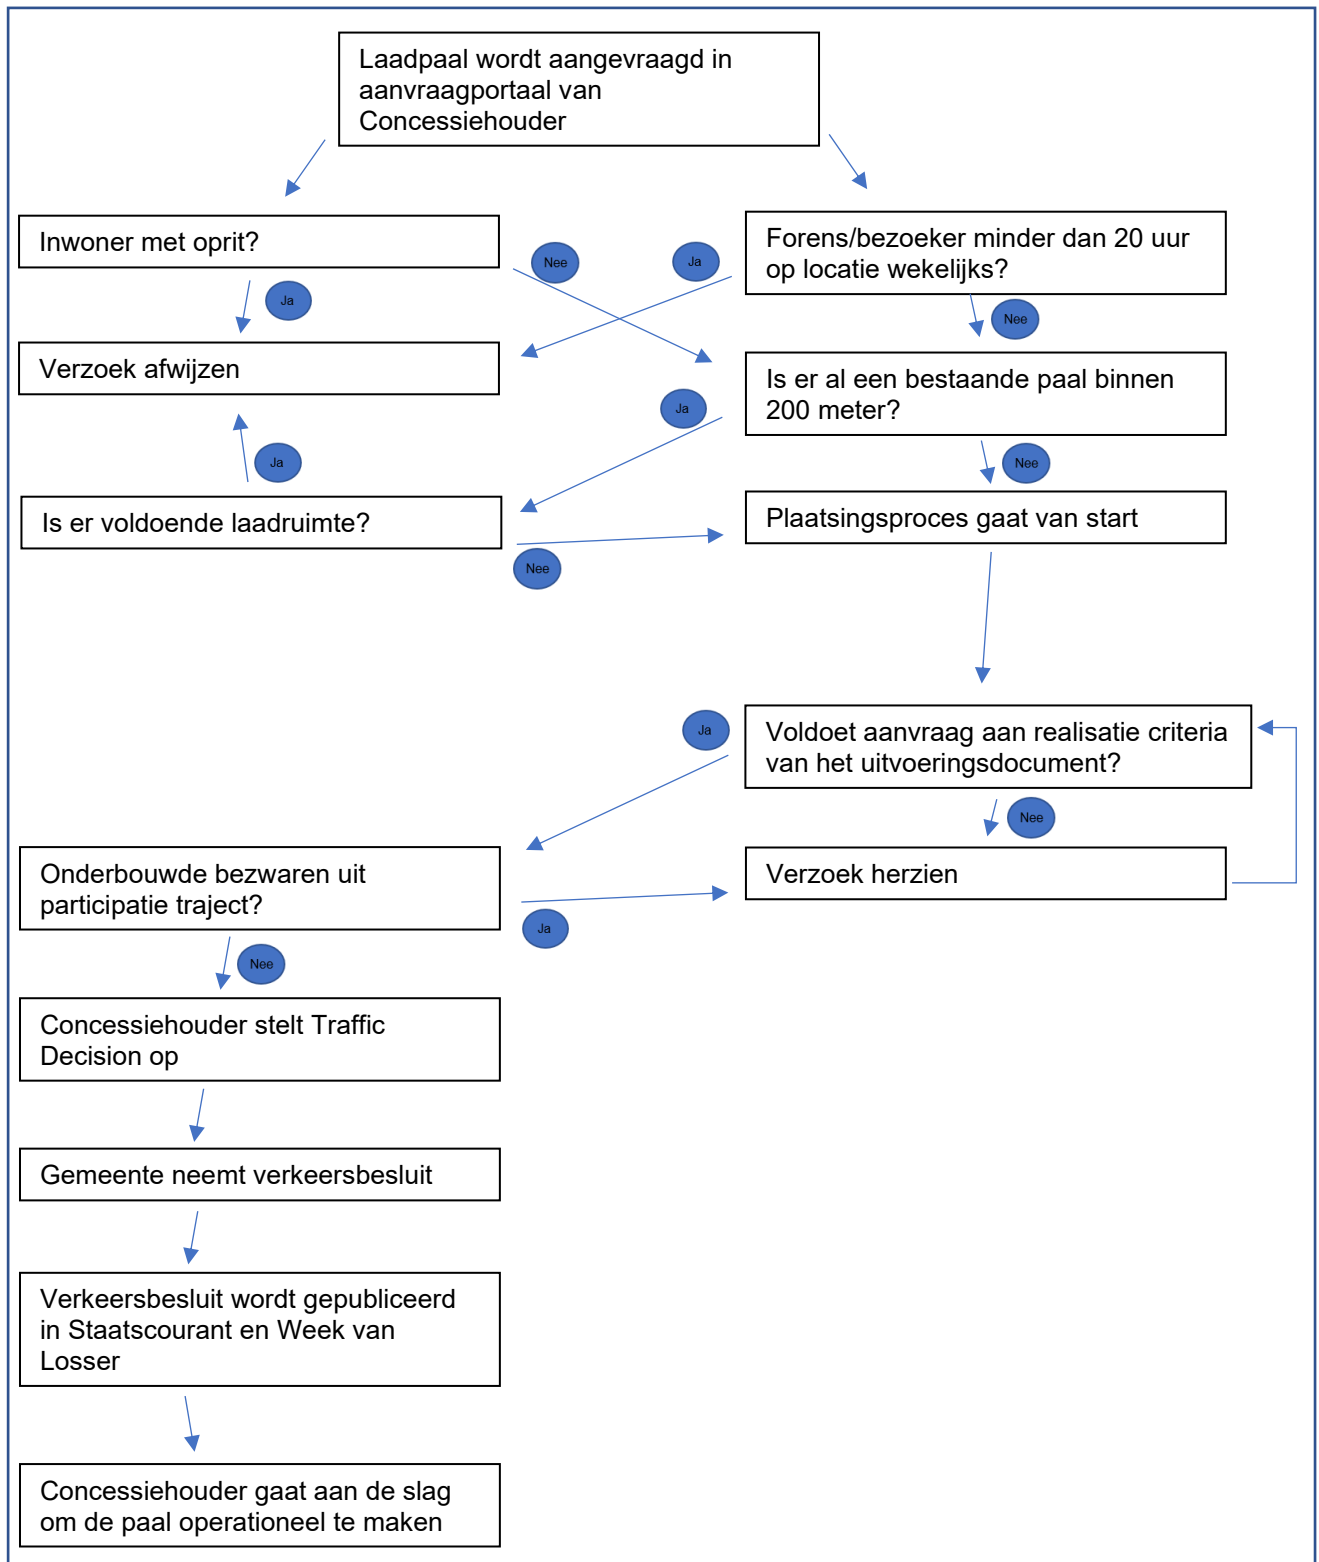 Laadpaal wordt aangevraagd in
aanvraagportaal van
Concessiehouder
Inwoner met oprit?
Nee
Ja
Forens/bezoeker minder dan 20 uur
op locatie wekelijks?
Ja
Nee
Verzoek afwijzen
Is er al een bestaande paal binnen
200 meter?
Ja
Ja
Nee
Is er voldoende laadruimte?
Nee
Plaatsingsproces gaat van start
Ja
Voldoet aanvraag aan realisatie criteria
van het uitvoeringsdocument?
Nee
Onderbouwde bezwaren uit
participatie traject?
Ja
Verzoek herzien
Nee
Concessiehouder stelt Traffic
Decision op
Gemeente neemt verkeersbesluit
Verkeersbesluit wordt gepubliceerd
in Staatscourant en Week van
Losser
Concessiehouder gaat aan de slag
om de paal operationeel te maken